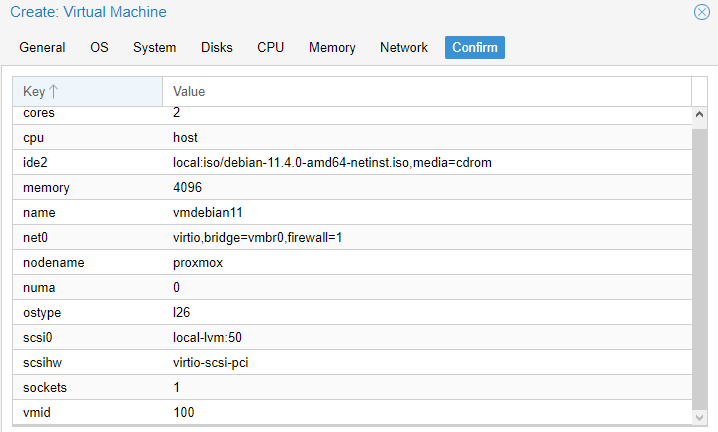 Create: Virtual Machine
General OS System Disks CPU Memory Network Confirm
Key Value
cores 2
cpu host
ide2 local:iso/debian-11.4.0-amd64-netinst.iso,media=cdrom
memory 4096
name vmdebian11
net0 virtio,bridge=vmbr0,firewall=1
nodename proxmox
numa 0
ostype l26
scsi0 local-lvm:50
scsihw virtio-scsi-pci
sockets 1
vmid 100